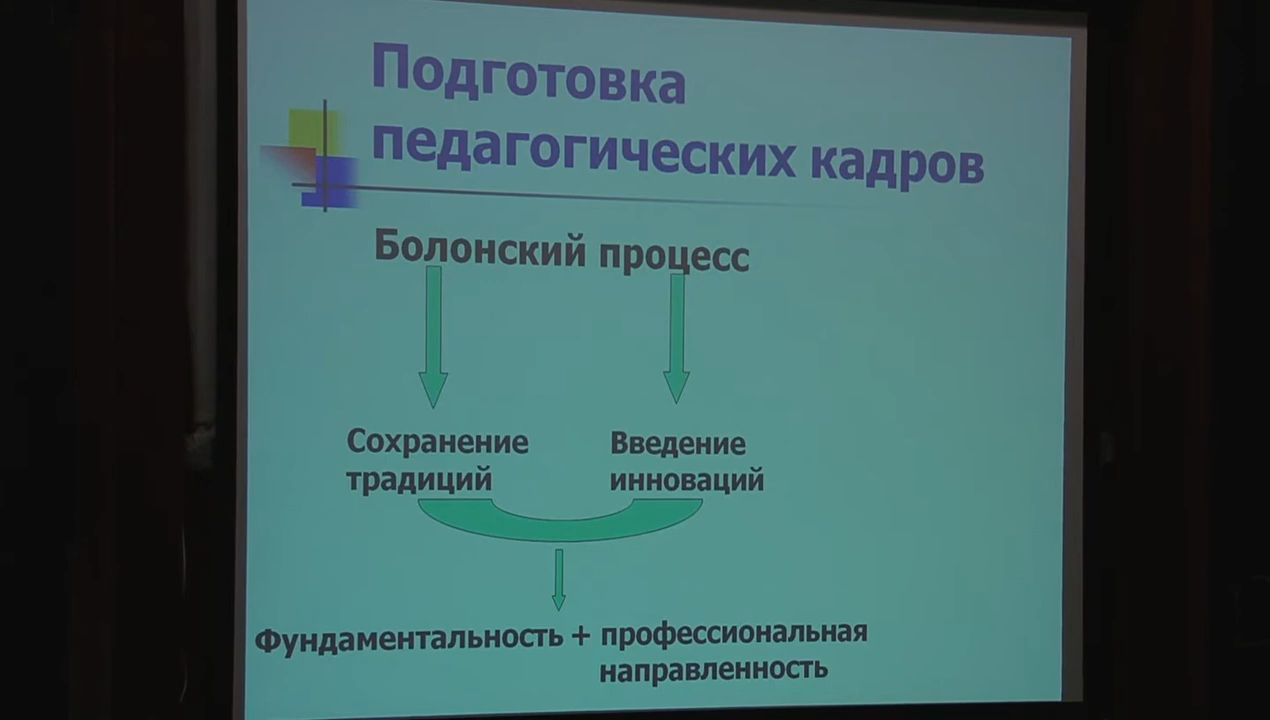 Подготовка
педагогических кадров
Болонский процесс
Сохранение
традиций
Введение
инноваций
Фундаментальность + профессиональная
направленность